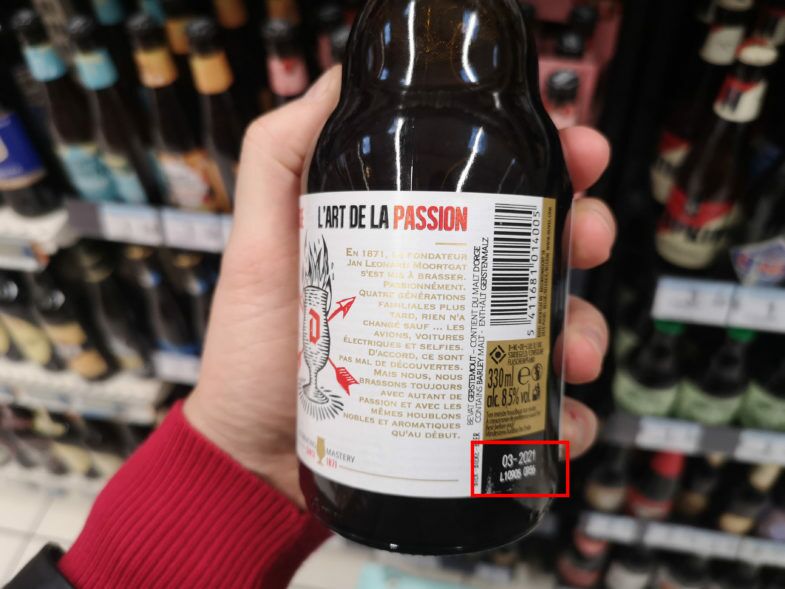 L'ART DE LA PASSION
EN 1871, LE FONDATEUR
JAN LEONARD MOORTGAT
S'EST MIS À BRASSER.
PASSIONNÉMENT.
QUATRE GÉNÉRATIONS
FAMILIALES PLUS
TARD, RIEN N'A
CHANGÉ SAUF ... LES
AVIONS, VOITURES
ÉLECTRIQUES ET SELFIES.
D'ACCORD, CE SONT
PAS MAL DE DÉCOUVERTES.
MAIS NOUS, NOUS
BRASSONS TOUJOURS
AVEC AUTANT DE
PASSION ET AVEC LES
MÊMES HOUBLONS
NOBLES ET AROMATIQUES
QU'AU DÉBUT.
D
MASTERY
1871
BEVAT GERSTEMOUT - CONTIENT DU MALT D'ORGE
CONTAINS BARLEY MALT - ENTHÄLT GERSTENMALZ
5 411681 014005
330 ml e
alc. 8,5% vol
03-2021